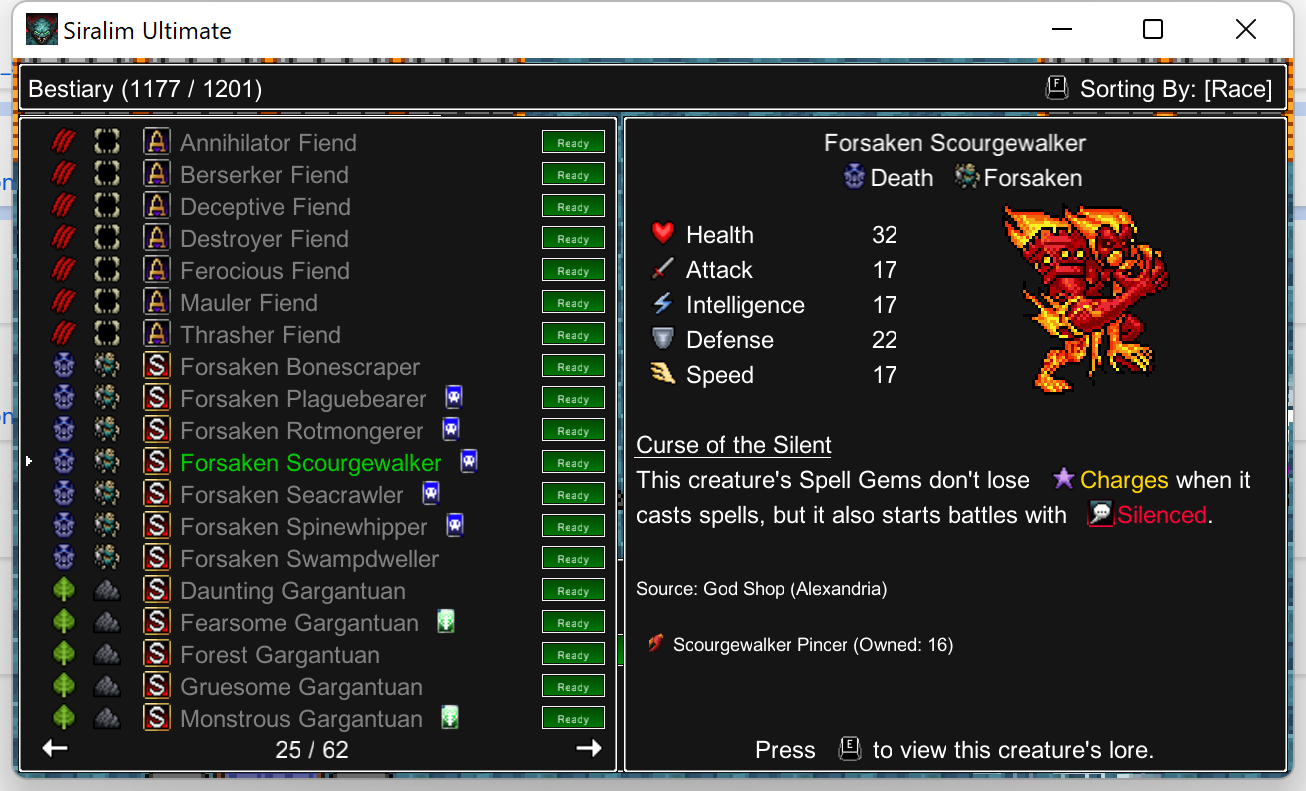 Siralim Ultimate
Bestiary (1177 / 1201)
F Sorting By: [Race]
A Annihilator Fiend Ready
A Berserker Fiend Ready
A Deceptive Fiend Ready
A Destroyer Fiend Ready
A Ferocious Fiend Ready
A Mauler Fiend Ready
A Thrasher Fiend Ready
S Forsaken Bonescraper Ready
S Forsaken Plaguebearer Ready
S Forsaken Rotmongerer Ready
S Forsaken Scourgewalker Ready
S Forsaken Seacrawler Ready
S Forsaken Spinewhipper Ready
S Forsaken Swampdweller Ready
S Daunting Gargantuan Ready
S Fearsome Gargantuan Ready
S Forest Gargantuan Ready
S Gruesome Gargantuan Ready
S Monstrous Gargantuan Ready
25 / 62
Forsaken Scourgewalker
Death Forsaken
Health 32
Attack 17
Intelligence 17
Defense 22
Speed 17
Curse of the Silent
This creature's Spell Gems don't lose Charges when it
casts spells, but it also starts battles with Silenced.
Source: God Shop (Alexandria)
Scourgewalker Pincer (Owned: 16)
Press E to view this creature's lore.